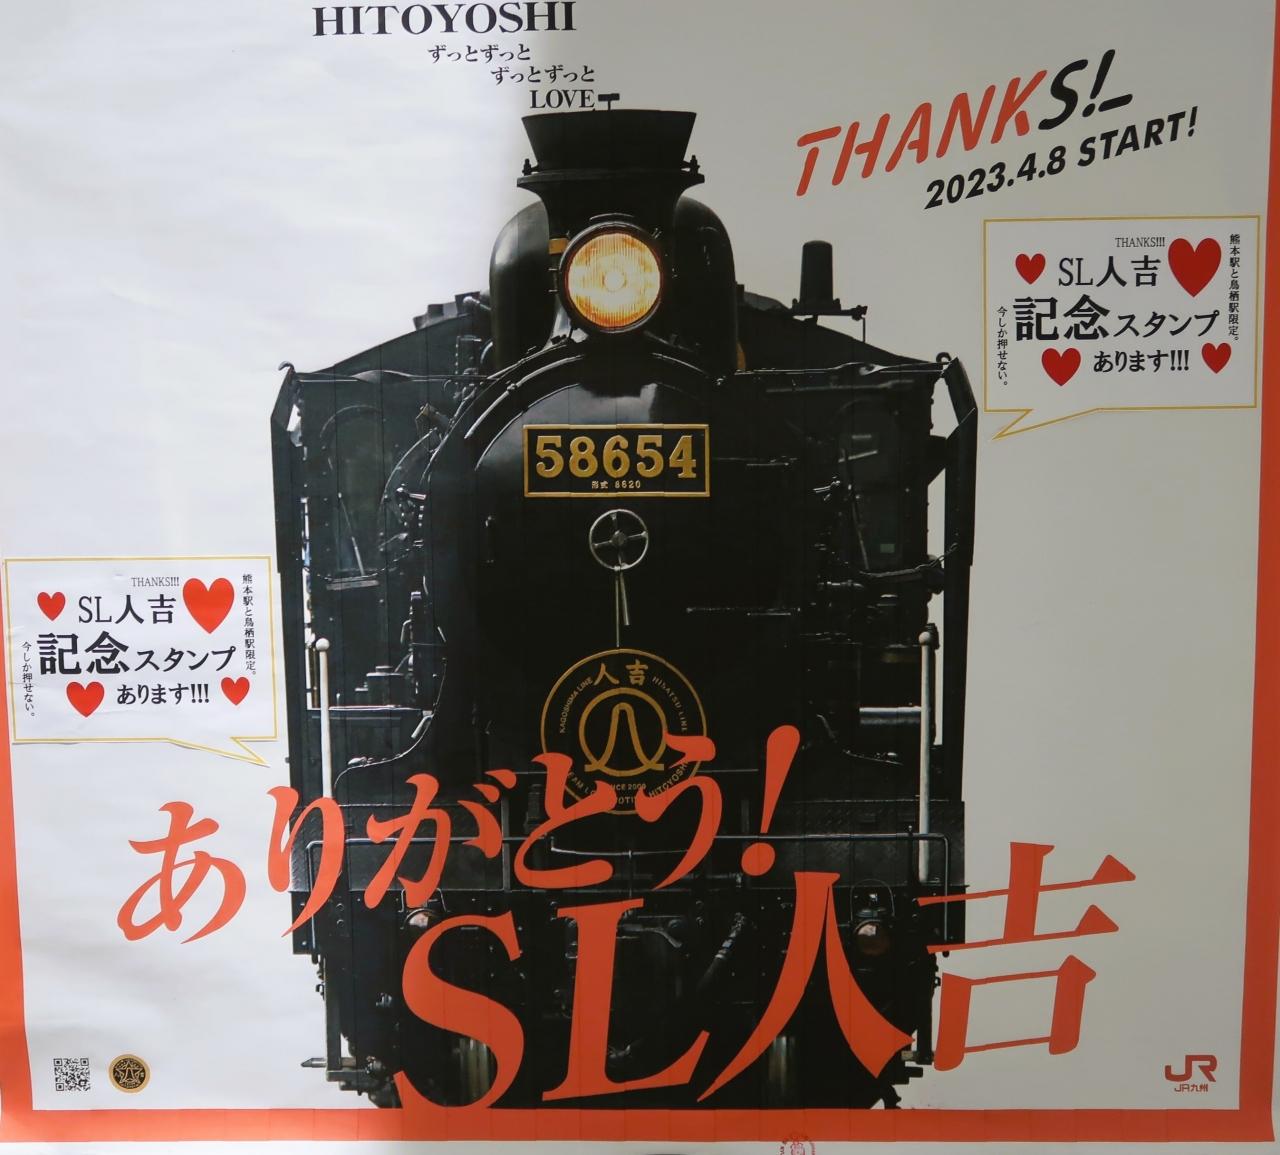 HITOYOSHI
ずっとずっと
ずっとずっと
LOVE
THANKS!
2023.4.8 START!
THANKS!!!
SL人吉
記念スタンプ
あります!!!
熊本駅と鳥栖駅限定。
今しか押せない。
58654
形式 8620
人吉
KAGOSHIMA LINE
HISATSU LINE
THANKS!!!
SL人吉
記念スタンプ
あります!!!
熊本駅と鳥栖駅限定。
今しか押せない。
ありがとう!
SL人吉
JR
JR九州